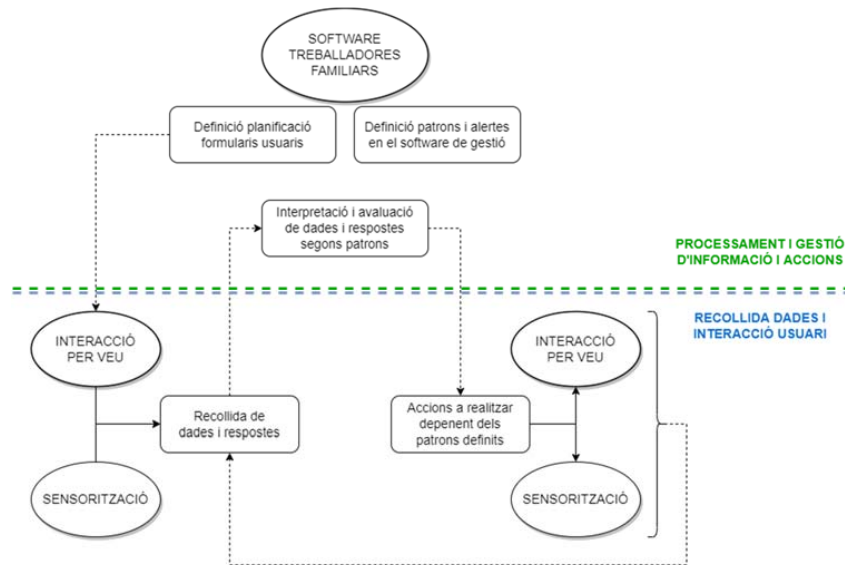 SOFTWARE
TREBALLADORES
FAMILIARS
Definició planificació
formularis usuaris
Definició patrons i alertes
en el software de gestió
Interpretació i avaluació
de dades i respostes
segons patrons
PROCESSAMENT I GESTIÓ
D'INFORMACIÓ I ACCIONS
RECOLLIDA DADES I
INTERACCIÓ USUARI
INTERACCIÓ
PER VEU
INTERACCIÓ
PER VEU
Recollida de
dades i respostes
Accions a realitzar
depenent dels
patrons definits
SENSORITZACIÓ
SENSORITZACIÓ